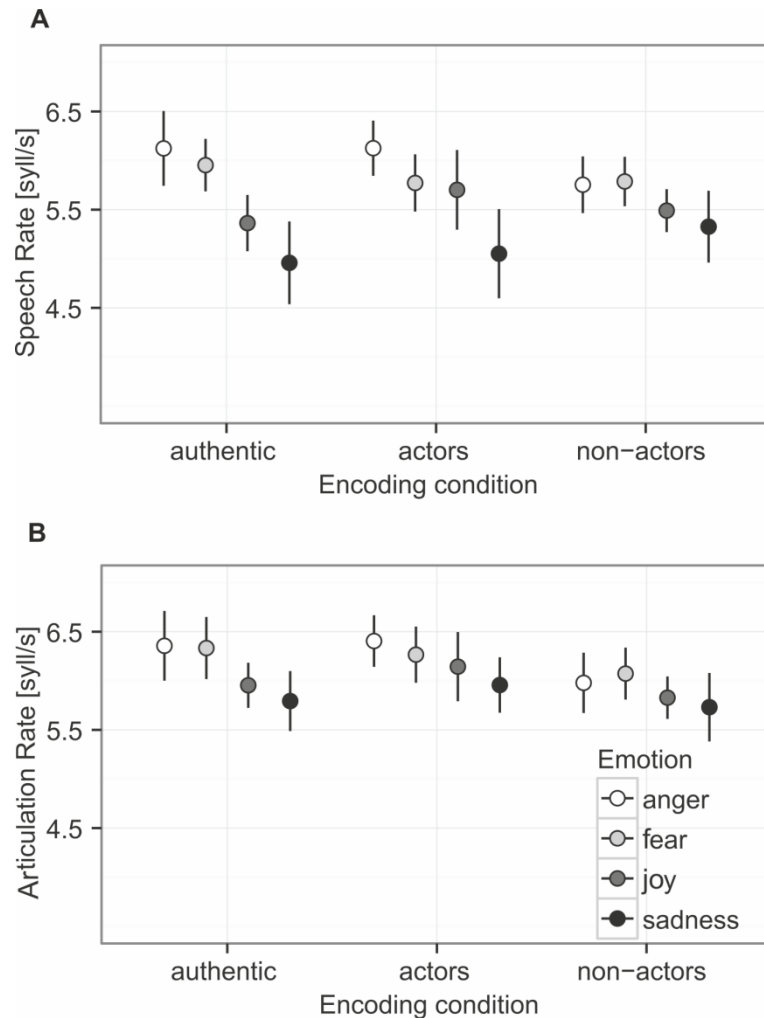 A
Speech Rate [syll/s]
6.5
5.5
4.5
authentic actors non−actors
Encoding condition
B
Articulation Rate [syll/s]
6.5
5.5
4.5
Emotion
anger
fear
joy
sadness
authentic actors non−actors
Encoding condition